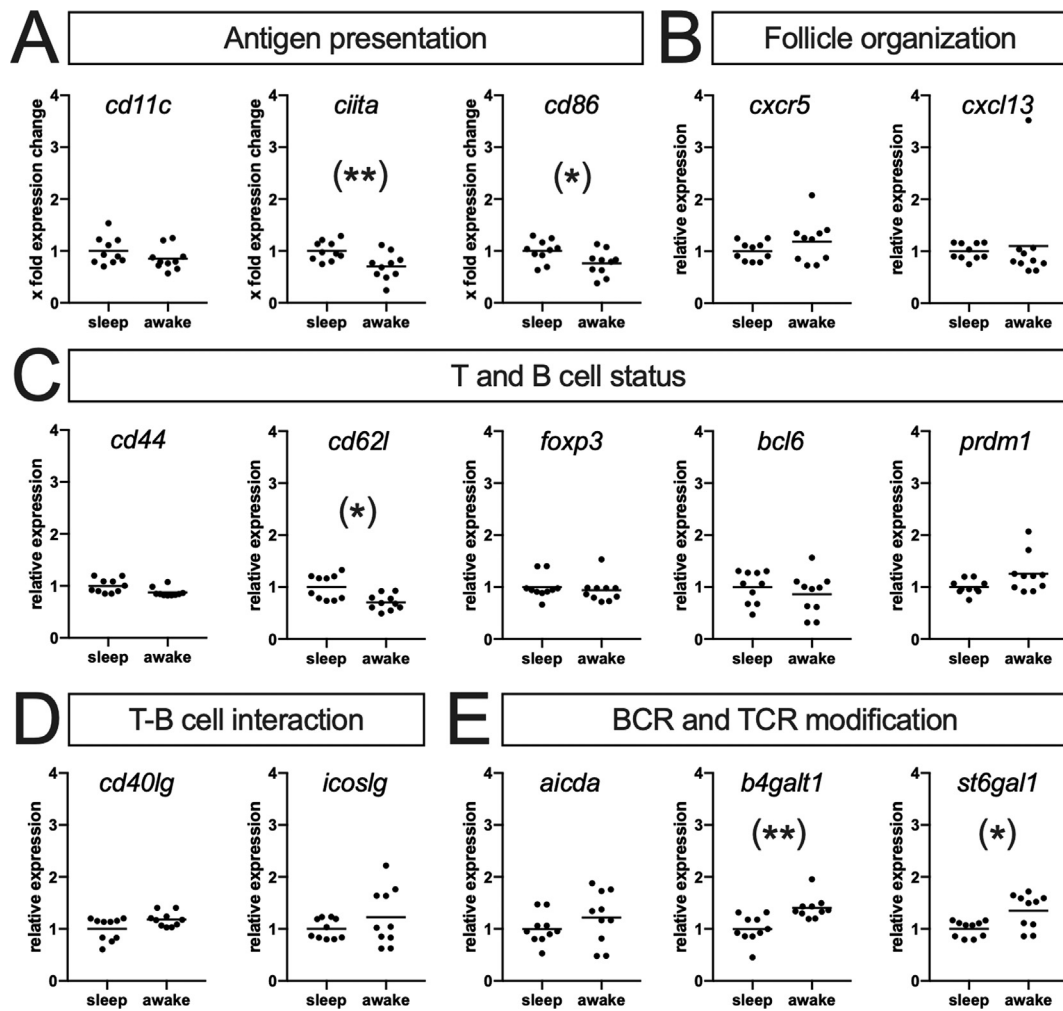 A Antigen presentation
B Follicle organization
x fold expression change
4
3
2
1
0
cd11c
sleep awake
x fold expression change
4
3
2
1
0
ciita
(**)
sleep awake
x fold expression change
4
3
2
1
0
cd86
(*)
sleep awake
relative expression
4
3
2
1
0
cxcr5
sleep awake
relative expression
4
3
2
1
0
cxcl13
sleep awake
C T and B cell status
relative expression
4
3
2
1
0
cd44
sleep awake
relative expression
4
3
2
1
0
cd62l
(*)
sleep awake
relative expression
4
3
2
1
0
foxp3
sleep awake
relative expression
4
3
2
1
0
bcl6
sleep awake
relative expression
4
3
2
1
0
prdm1
sleep awake
D T-B cell interaction
E BCR and TCR modification
relative expression
4
3
2
1
0
cd40lg
sleep awake
relative expression
4
3
2
1
0
icoslg
sleep awake
relative expression
4
3
2
1
0
aicda
sleep awake
relative expression
4
3
2
1
0
b4galt1
(**)
sleep awake
relative expression
4
3
2
1
0
st6gal1
(*)
sleep awake